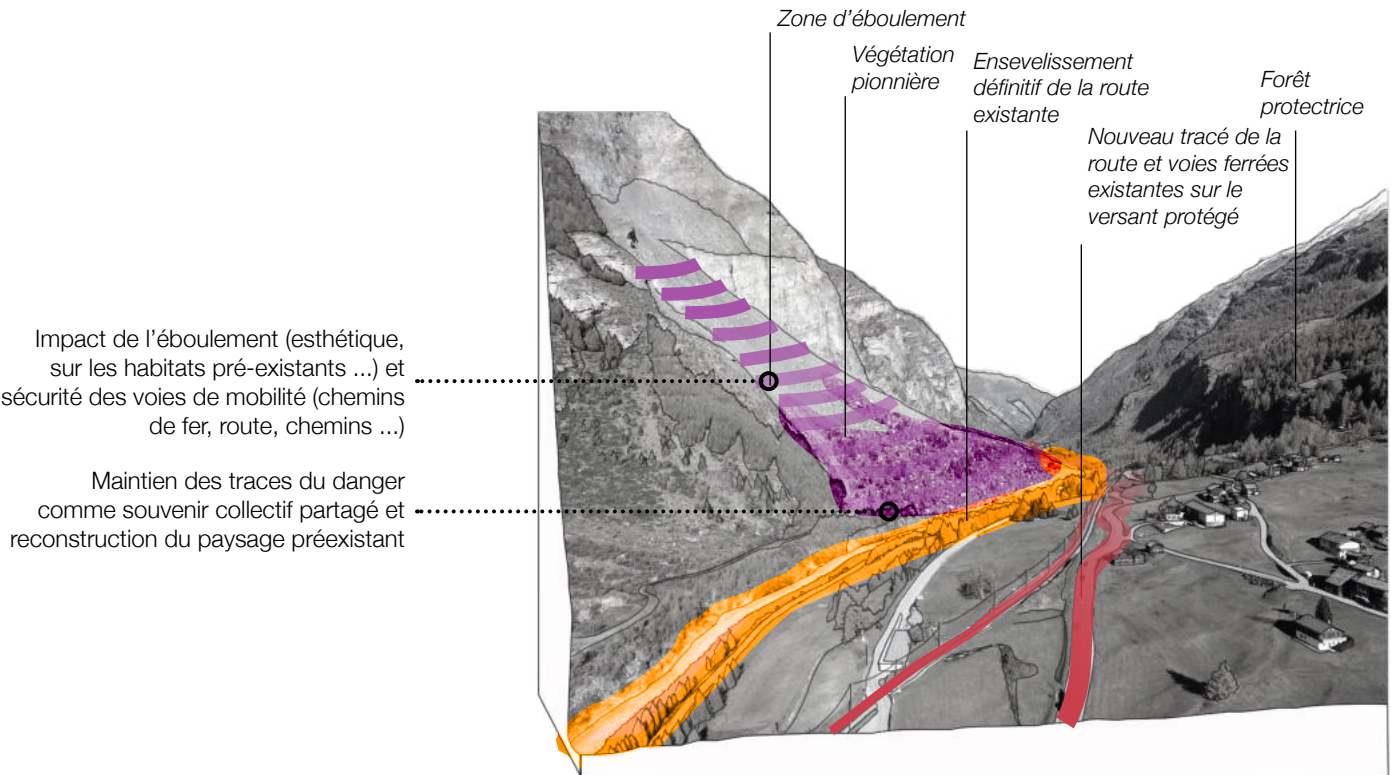 Zone d’éboulement
Végétation
pionnière
Ensevelissement
définitif de la route
existante
Forêt
protectrice
Nouveau tracé de la
route et voies ferrées
existantes sur le
versant protégé
Impact de l’éboulement (esthétique,
sur les habitats pré-existants ...) et
sécurité des voies de mobilité (chemins
de fer, route, chemins ...)
Maintien des traces du danger
comme souvenir collectif partagé et
reconstruction du paysage préexistant